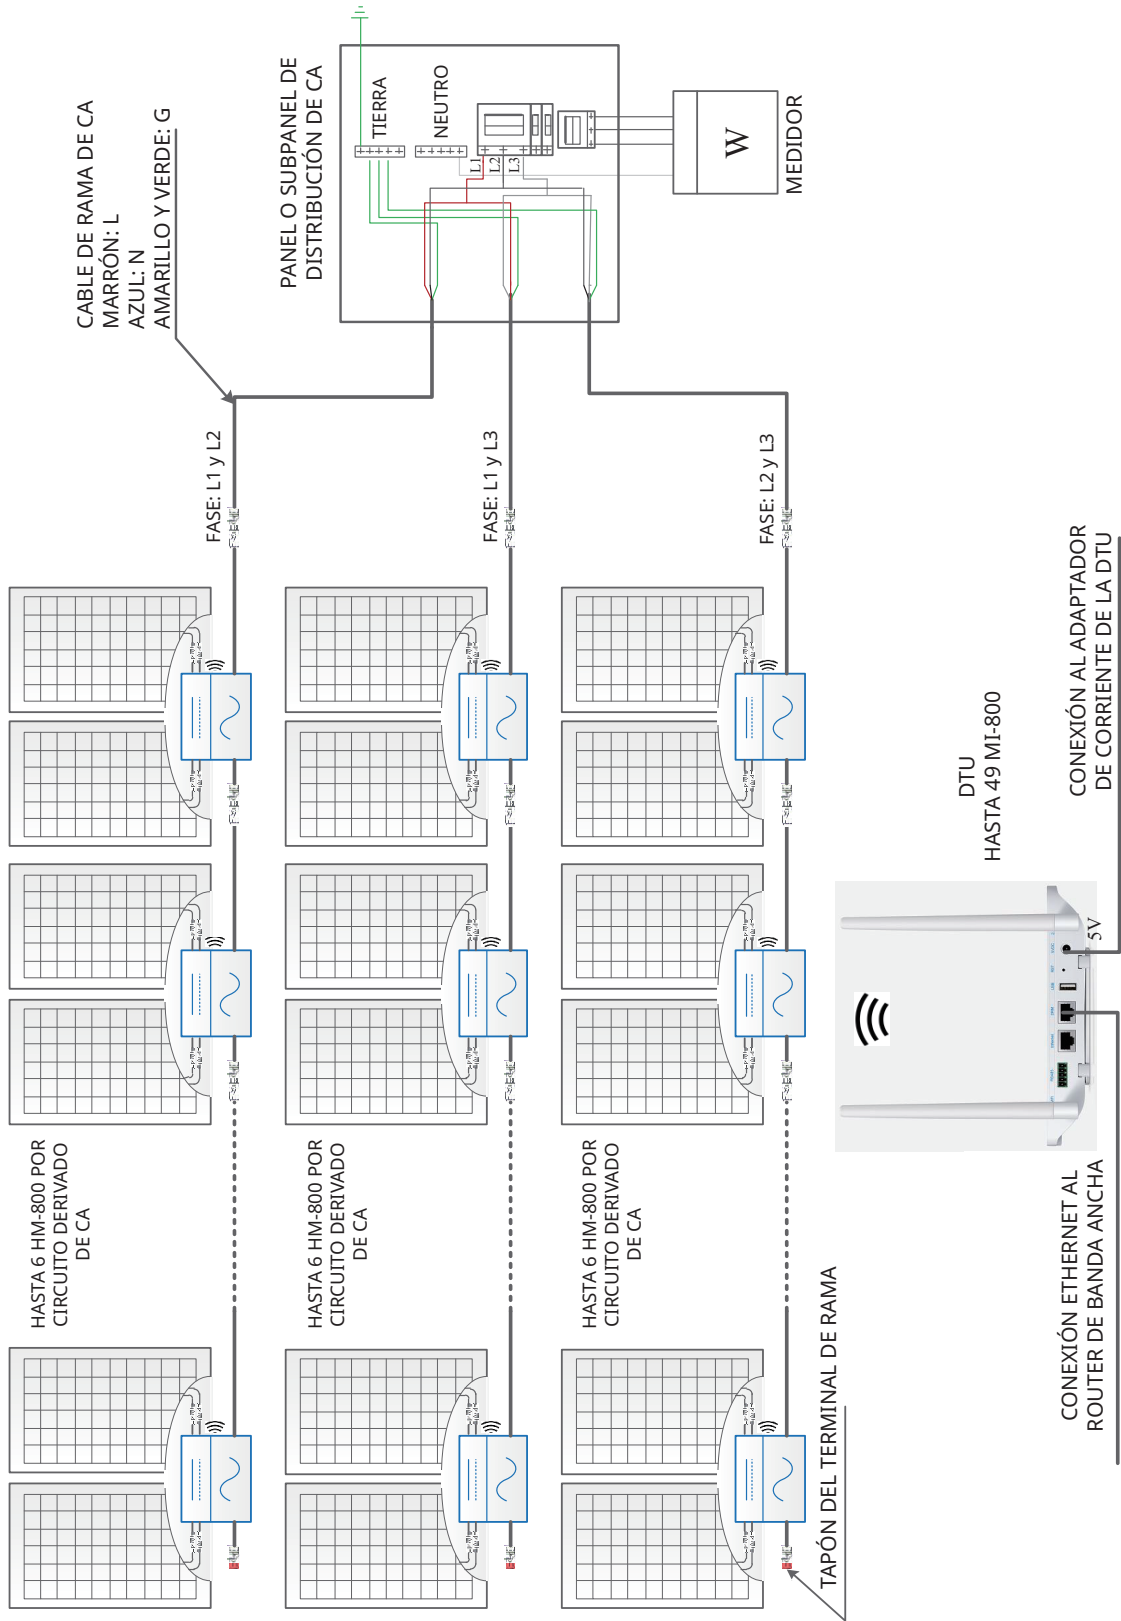 CABLE DE RAMA DE CA
MARRÓN: L
AZUL: N
AMARILLO Y VERDE: G
PANEL O SUBPANEL DE
DISTRIBUCIÓN DE CA
TIERRA
NEUTRO
L1
L2
L3
W
MEDIDOR
FASE: L1 y L2
FASE: L1 y L3
FASE: L2 y L3
HASTA 6 HM-800 POR
CIRCUITO DERIVADO
DE CA
HASTA 6 HM-800 POR
CIRCUITO DERIVADO
DE CA
HASTA 6 HM-800 POR
CIRCUITO DERIVADO
DE CA
TAPÓN DEL TERMINAL DE RAMA
DTU
HASTA 49 MI-800
5V
CONEXIÓN AL ADAPTADOR
DE CORRIENTE DE LA DTU
CONEXIÓN ETHERNET AL
ROUTER DE BANDA ANCHA